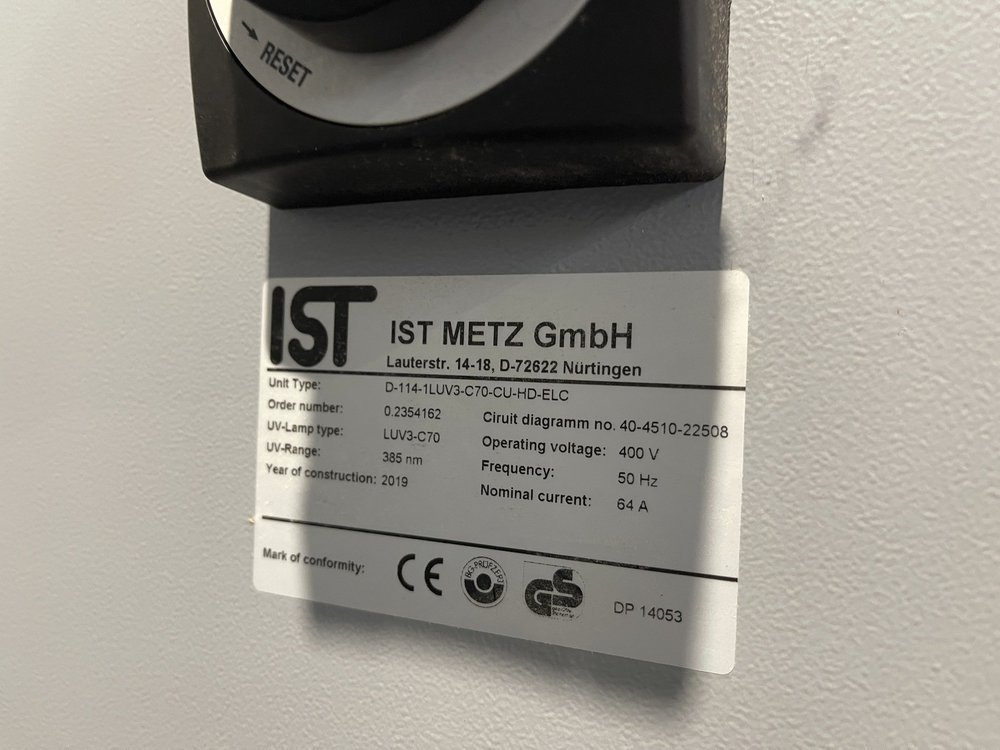 RESET
IST
IST METZ GmbH
Lauterstr. 14-18, D-72622 Nürtingen
Unit Type: D-114-1LUV3-C70-CU-HD-ELC
Order number: 0.2354162
Ciruit diagramm no. 40-4510-22508
UV-Lamp type: LUV3-C70
Operating voltage: 400 V
UV-Range: 385 nm
Frequency: 50 Hz
Year of construction: 2019
Nominal current: 64 A
Mark of conformity:
CE
BG-PRÜFZERT
GS
DP 14053